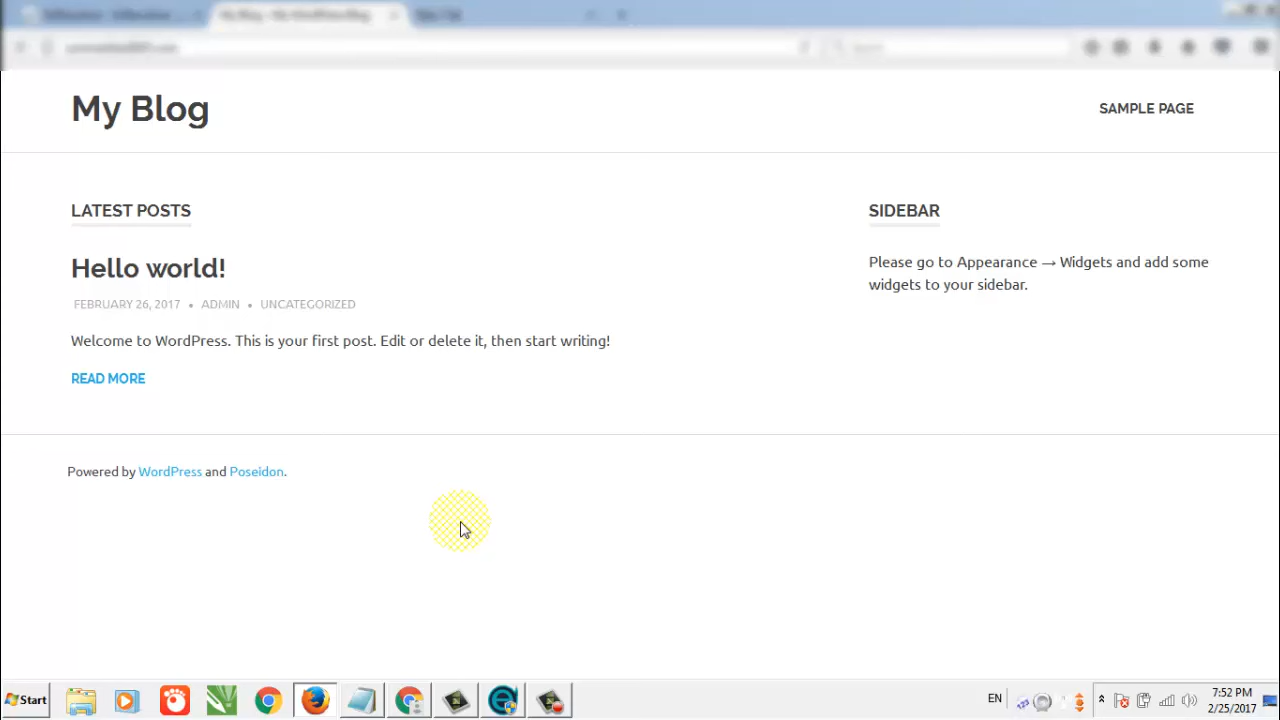 My Blog
SAMPLE PAGE
LATEST POSTS
Hello world!
FEBRUARY 26, 2017 • ADMIN • UNCATEGORIZED
Welcome to WordPress. This is your first post. Edit or delete it, then start writing!
READ MORE
SIDEBAR
Please go to Appearance → Widgets and add some
widgets to your sidebar.
Powered by WordPress and Poseidon.
Start
EN
7:52 PM
2/25/2017